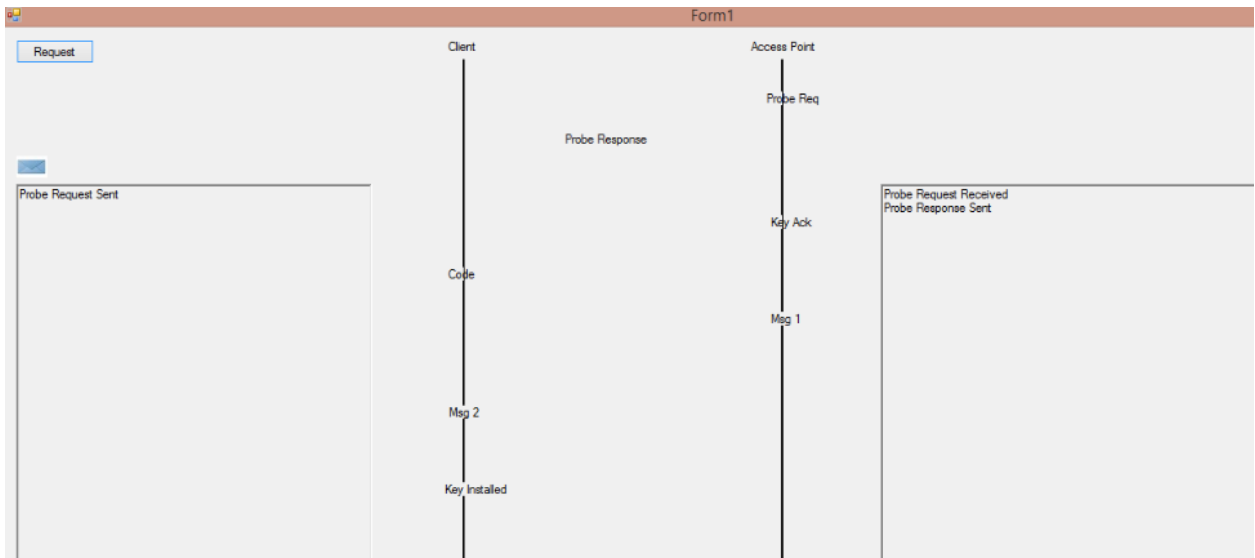 Form1
Request
Client
Access Point
Probe Req
Probe Response
Probe Request Sent
Probe Request Received
Probe Response Sent
Key Ack
Code
Msg 1
Msg 2
Key Installed